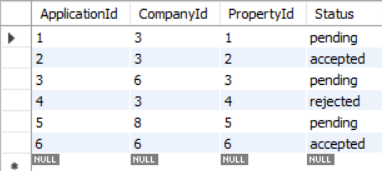 ApplicationId CompanyId PropertyId Status
1 3 1 pending
2 3 2 accepted
3 6 3 pending
4 3 4 rejected
5 8 5 pending
6 6 6 accepted
NULL NULL NULL NULL